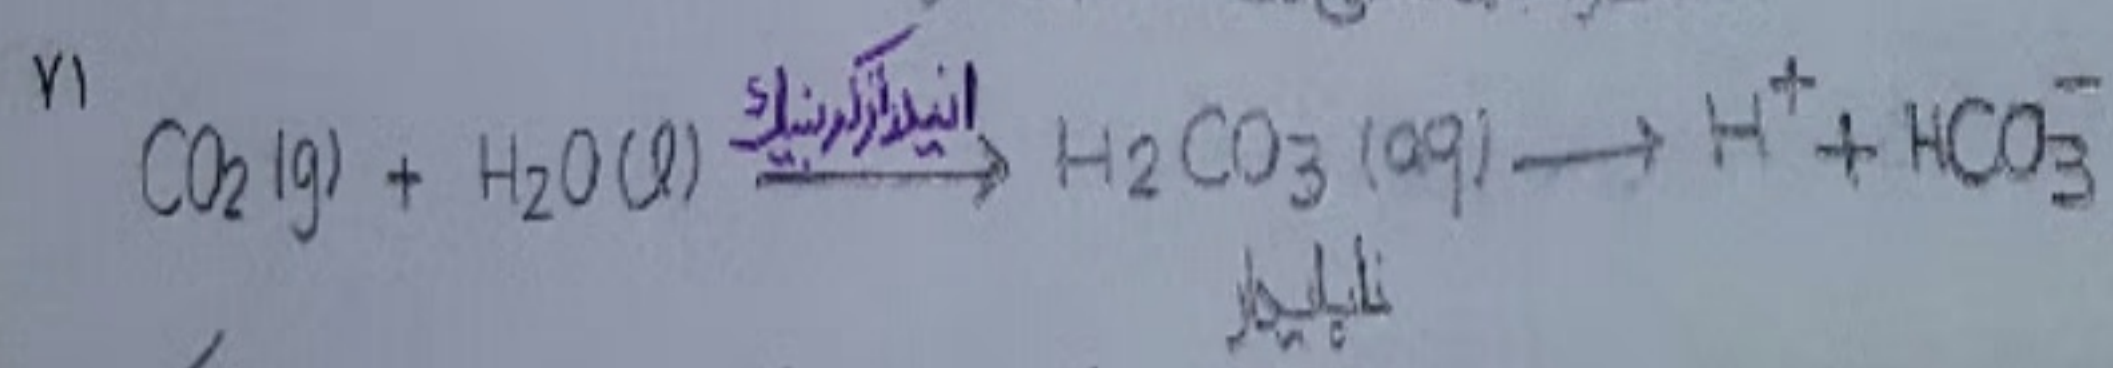 ۷۱
انیدراز کربنیک
CO₂ (g) + H₂O (l) → H₂CO₃ (aq) → H⁺ + HCO₃⁻
ناپایدار